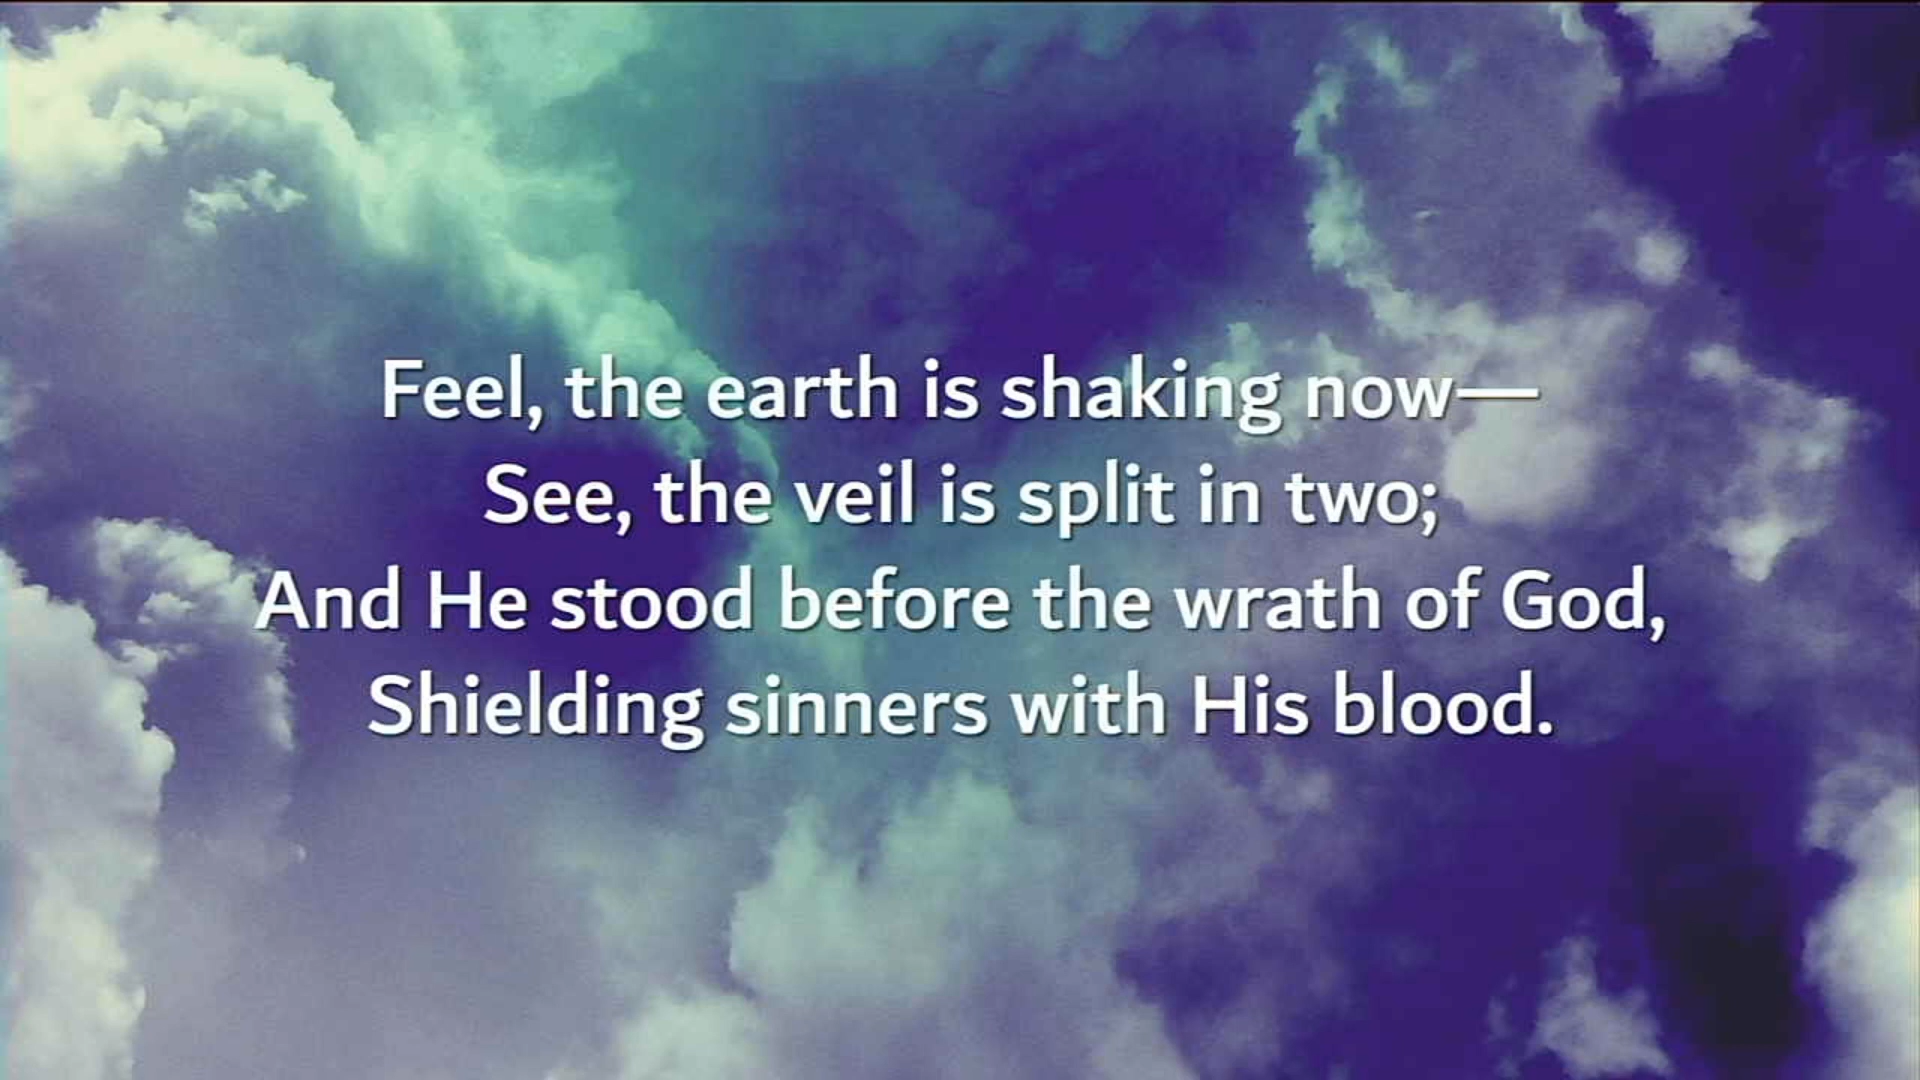 Feel, the earth is shaking now—
See, the veil is split in two;
And He stood before the wrath of God,
Shielding sinners with His blood.